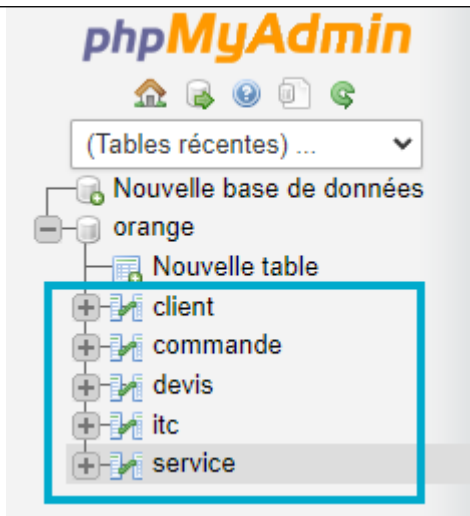 phpMyAdmin
(Tables récentes) ...
Nouvelle base de données
orange
Nouvelle table
client
commande
devis
itc
service